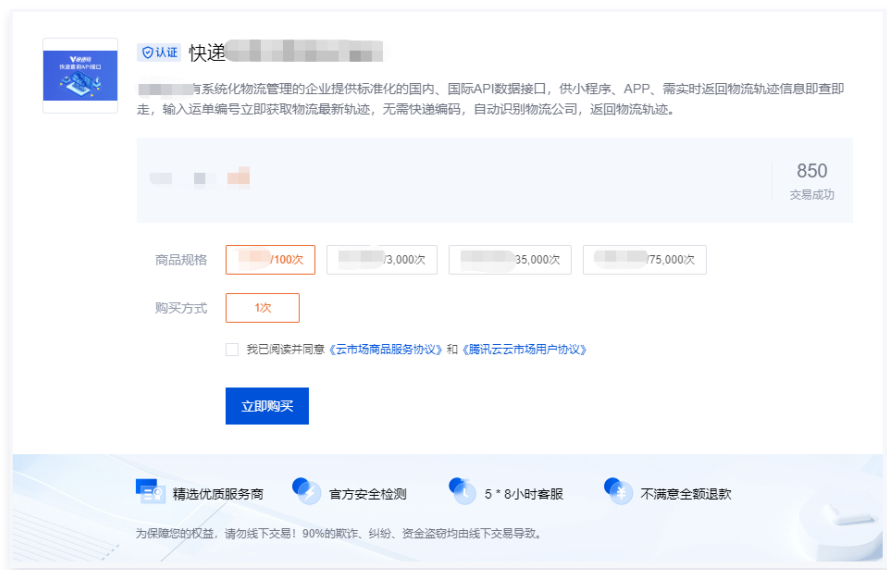 快递查询API接口
认证 快递
有系统化物流管理的企业提供标准化的国内、国际API数据接口，供小程序、APP、需实时返回物流轨迹信息即查即
走，输入运单编号立即获取物流最新轨迹，无需快递编码，自动识别物流公司，返回物流轨迹。
850
交易成功
商品规格 /100次 /3,000次 35,000次 /75,000次
购买方式 1次
我已阅读并同意《云市场商品服务协议》和《腾讯云云市场用户协议》
立即购买
精选优质服务商 官方安全检测 5 * 8小时客服 不满意全额退款
为保障您的权益，请勿线下交易！90%的欺诈、纠纷、资金盗窃均由线下交易导致。